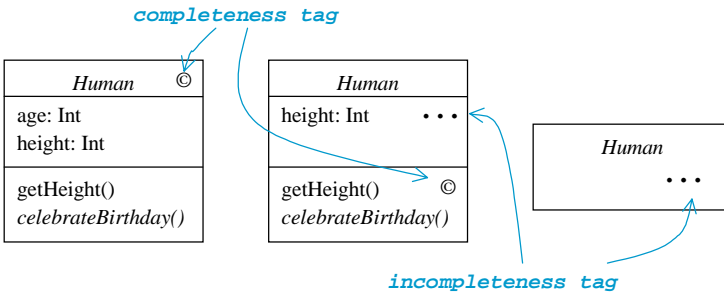 completeness tag
Human ©
age: Int
height: Int
getHeight()
celebrateBirthday()
Human
height: Int •••
getHeight() ©
celebrateBirthday()
Human
•••
incompleteness tag